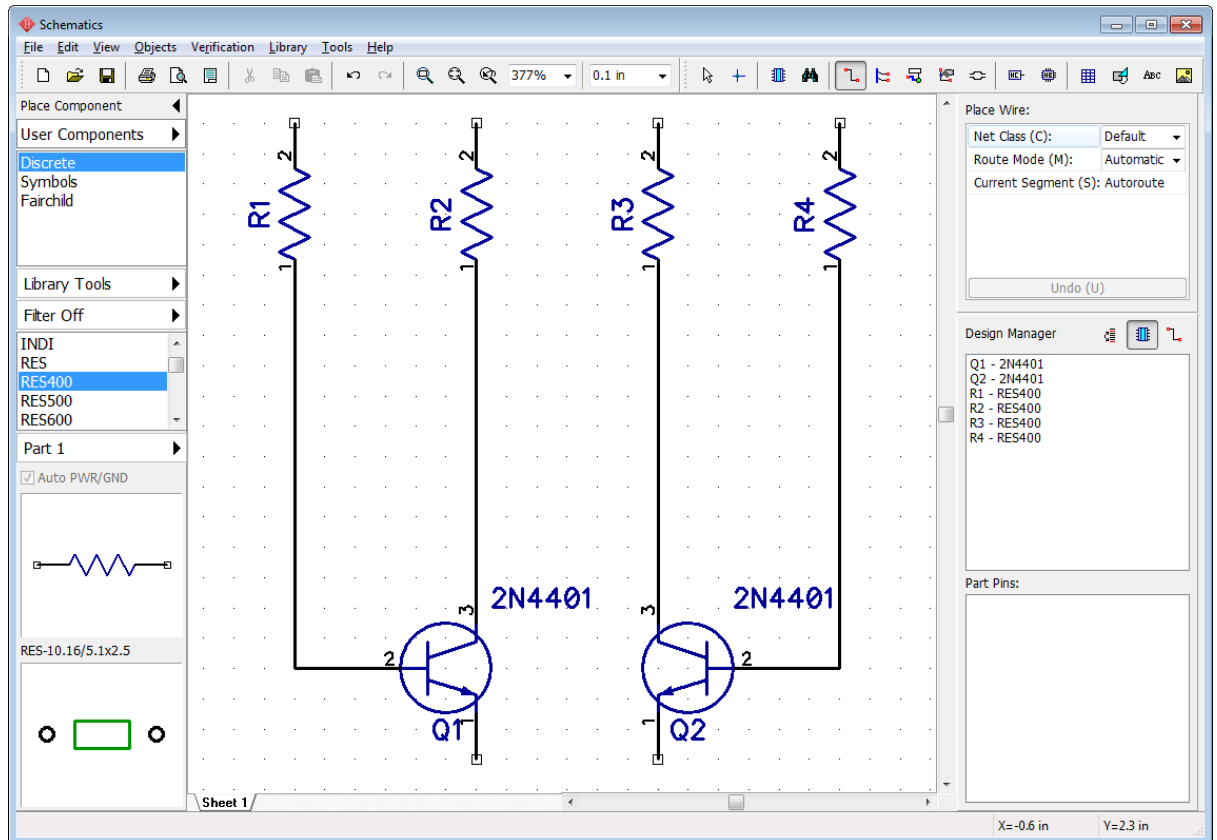 Schematics
File Edit View Objects Verification Library Tools Help
377% 0.1 in ABC
Place Component
User Components
Discrete
Symbols
Fairchild
Library Tools
Filter Off
INDI
RES
RES400
RES500
RES600
Part 1
Auto PWR/GND
RES-10.16/5.1x2.5
2 2 2 2
R1 R2 R3 R4
1 1 1 1
2N4401 2N4401
3 3
2 2
1 1
Q1 Q2
Sheet 1
Place Wire:
Net Class (C): Default
Route Mode (M): Automatic
Current Segment (S): Autoroute
Undo (U)
Design Manager
Q1 - 2N4401
Q2 - 2N4401
R1 - RES400
R2 - RES400
R3 - RES400
R4 - RES400
Part Pins:
X=-0.6 in Y=2.3 in